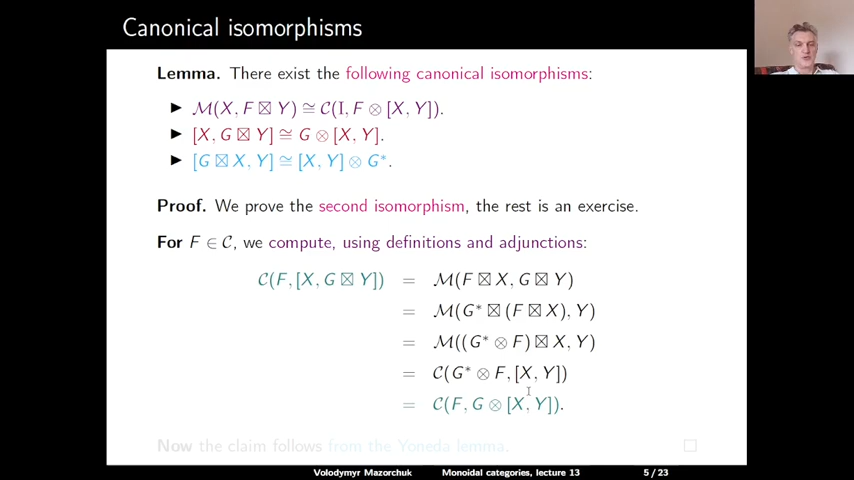 Canonical isomorphisms
Lemma. There exist the following canonical isomorphisms:
▶ ℳ(X, F ⊠ Y) ≅ 𝒞(I, F ⊗ [X, Y]).
▶ [X, G ⊠ Y] ≅ G ⊗ [X, Y].
▶ [G ⊠ X, Y] ≅ [X, Y] ⊗ G*.
Proof. We prove the second isomorphism, the rest is an exercise.
For F ∈ 𝒞, we compute, using definitions and adjunctions:
𝒞(F, [X, G ⊠ Y]) = ℳ(F ⊠ X, G ⊠ Y)
= ℳ(G* ⊠ (F ⊠ X), Y)
= ℳ((G* ⊗ F) ⊠ X, Y)
= 𝒞(G* ⊗ F, [X, Y])
= 𝒞(F, G ⊗ [X, Y]).
Now the claim follows from the Yoneda lemma. □
Volodymyr Mazorchuk Monoidal categories, lecture 13 5 / 23